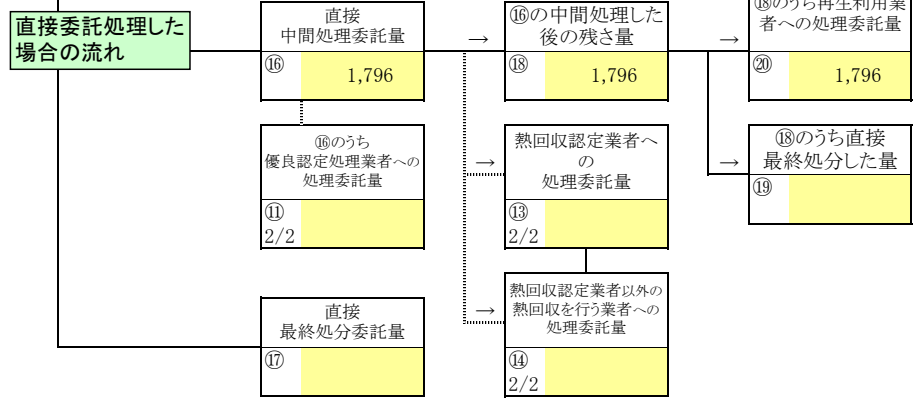 直接委託処理した
場合の流れ
直接
中間処理委託量
⑯
1,796
→
⑯の中間処理した
後の残さ量
⑱
1,796
→
⑱のうち再生利用業
者への処理委託量
⑳
1,796
⑯のうち
優良認定処理業者への
処理委託量
⑪
2/2
→
熱回収認定業者へ
の
処理委託量
⑬
2/2
→
⑱のうち直接
最終処分した量
⑲
直接
最終処分委託量
⑰
→
熱回収認定業者以外の
熱回収を行う業者への
処理委託量
⑭
2/2